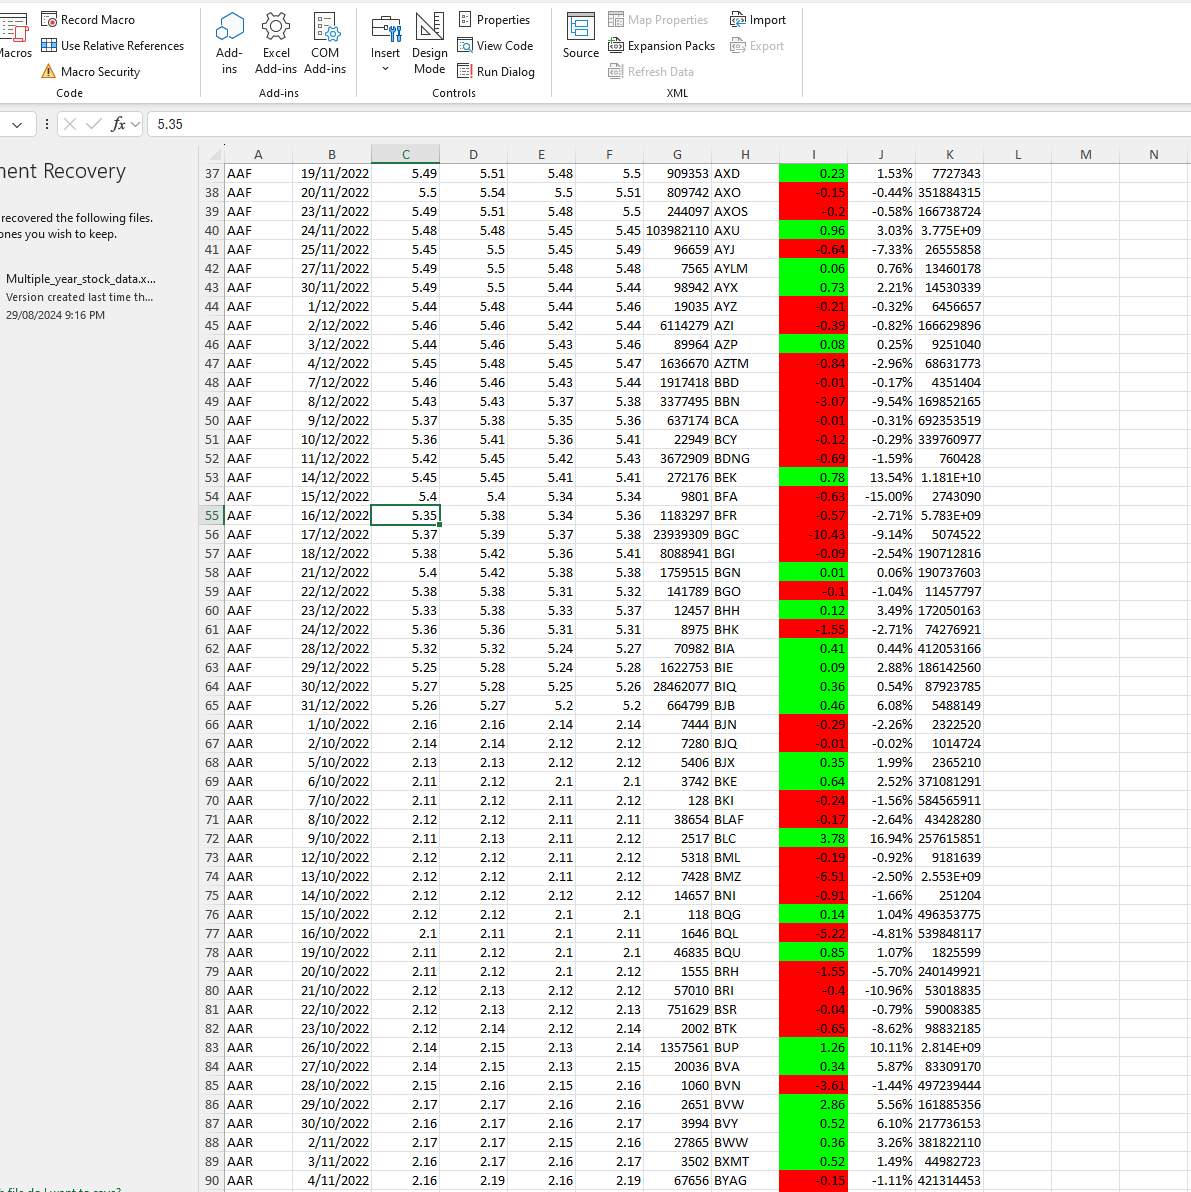 Record Macro
Use Relative References
Macro Security
Code
Add-
ins
Excel
Add-ins
COM
Add-ins
Add-ins
Insert
Design
Mode
Properties
View Code
Run Dialog
Controls
Source
Map Properties
Expansion Packs
Refresh Data
Import
Export
XML
fx 5.35
recovered the following files.
you wish to keep.
Multiple_year_stock_data.x...
Version created last time th...
29/08/2024 9:16 PM
A B C D E F G H I J K L M N
37 AAF 19/11/2022 5.49 5.51 5.48 5.5 909353 AXD 0.23 1.53% 7727343
38 AAF 20/11/2022 5.5 5.54 5.5 5.51 809742 AXO -0.15 -0.44% 351884315
39 AAF 23/11/2022 5.49 5.51 5.48 5.5 244097 AXOS -0.2 -0.58% 166738724
40 AAF 24/11/2022 5.48 5.48 5.45 5.45 103982110 AXU 0.96 3.03% 3.775E+09
41 AAF 25/11/2022 5.45 5.5 5.45 5.49 96659 AYJ -0.64 -7.33% 26555858
42 AAF 27/11/2022 5.49 5.5 5.48 5.48 7565 AYLM 0.06 0.76% 13460178
43 AAF 30/11/2022 5.49 5.5 5.44 5.44 98942 AYX 0.73 2.21% 14530339
44 AAF 1/12/2022 5.44 5.48 5.44 5.46 19035 AYZ -0.21 -0.32% 6456657
45 AAF 2/12/2022 5.46 5.46 5.42 5.44 6114279 AZI -0.39 -0.82% 166629896
46 AAF 3/12/2022 5.44 5.46 5.43 5.46 89964 AZP 0.08 0.25% 9251040
47 AAF 4/12/2022 5.45 5.48 5.45 5.47 1636670 AZTM -0.84 -2.96% 68631773
48 AAF 7/12/2022 5.46 5.46 5.43 5.44 1917418 BBD -0.01 -0.17% 4351404
49 AAF 8/12/2022 5.43 5.43 5.37 5.38 3377495 BBN -3.07 -9.54% 169852165
50 AAF 9/12/2022 5.37 5.38 5.35 5.36 637174 BCA -0.01 -0.31% 692353519
51 AAF 10/12/2022 5.36 5.41 5.36 5.41 22949 BCY -0.12 -0.29% 339760977
52 AAF 11/12/2022 5.42 5.45 5.42 5.43 3672909 BDNG -0.69 -1.59% 760428
53 AAF 14/12/2022 5.45 5.45 5.41 5.41 272176 BEK 0.78 13.54% 1.181E+10
54 AAF 15/12/2022 5.4 5.4 5.34 5.34 9801 BFA -0.63 -15.00% 2743090
55 AAF 16/12/2022 5.35 5.38 5.34 5.36 1183297 BFR -0.57 -2.71% 5.783E+09
56 AAF 17/12/2022 5.37 5.39 5.37 5.38 23939309 BGC -10.43 -9.14% 5074522
57 AAF 18/12/2022 5.38 5.42 5.36 5.41 8088941 BGI -0.09 -2.54% 190712816
58 AAF 21/12/2022 5.4 5.42 5.38 5.38 1759515 BGN 0.01 0.06% 190737603
59 AAF 22/12/2022 5.38 5.38 5.31 5.32 141789 BGO -0.1 -1.04% 11457797
60 AAF 23/12/2022 5.33 5.38 5.33 5.37 12457 BHH 0.12 3.49% 172050163
61 AAF 24/12/2022 5.36 5.36 5.31 5.31 8975 BHK -1.55 -2.71% 74276921
62 AAF 28/12/2022 5.32 5.32 5.24 5.27 70982 BIA 0.41 0.44% 412053166
63 AAF 29/12/2022 5.25 5.28 5.24 5.28 1622753 BIE 0.09 2.88% 186142560
64 AAF 30/12/2022 5.27 5.28 5.25 5.26 28462077 BIQ 0.36 0.54% 87923785
65 AAF 31/12/2022 5.26 5.27 5.2 5.2 664799 BJB 0.46 6.08% 5488149
66 AAR 1/10/2022 2.16 2.16 2.14 2.14 7444 BJN -0.29 -2.26% 2322520
67 AAR 2/10/2022 2.14 2.14 2.12 2.12 7280 BJQ -0.01 -0.02% 1014724
68 AAR 5/10/2022 2.13 2.13 2.12 2.12 5406 BJX 0.35 1.99% 2365210
69 AAR 6/10/2022 2.11 2.12 2.1 2.1 3742 BKE 0.64 2.52% 371081291
70 AAR 7/10/2022 2.11 2.12 2.11 2.12 128 BKI -0.24 -1.56% 584565911
71 AAR 8/10/2022 2.12 2.12 2.11 2.11 38654 BLAF -0.17 -2.64% 43428280
72 AAR 9/10/2022 2.11 2.13 2.11 2.12 2517 BLC 3.78 16.94% 257615851
73 AAR 12/10/2022 2.12 2.12 2.11 2.12 5318 BML -0.19 -0.92% 9181639
74 AAR 13/10/2022 2.12 2.12 2.11 2.12 7428 BMZ -6.51 -2.50% 2.553E+09
75 AAR 14/10/2022 2.12 2.12 2.12 2.12 14657 BNI -0.91 -1.66% 251204
76 AAR 15/10/2022 2.12 2.12 2.1 2.1 118 BQG 0.14 1.04% 496353775
77 AAR 16/10/2022 2.1 2.11 2.1 2.11 1646 BQL -5.22 -4.81% 539848117
78 AAR 19/10/2022 2.11 2.12 2.1 2.1 46835 BQU 0.85 1.07% 1825599
79 AAR 20/10/2022 2.11 2.12 2.1 2.12 1555 BRH -1.55 -5.70% 240149921
80 AAR 21/10/2022 2.12 2.13 2.12 2.12 57010 BRI -0.4 -10.96% 53018835
81 AAR 22/10/2022 2.12 2.13 2.12 2.13 751629 BSR -0.04 -0.79% 59008385
82 AAR 23/10/2022 2.12 2.14 2.12 2.14 2002 BTK -0.65 -8.62% 98832185
83 AAR 26/10/2022 2.14 2.15 2.13 2.14 1357561 BUP 1.26 10.11% 2.814E+09
84 AAR 27/10/2022 2.14 2.15 2.13 2.15 20036 BVA 0.34 5.87% 83309170
85 AAR 28/10/2022 2.15 2.16 2.15 2.16 1060 BVN -3.61 -1.44% 497239444
86 AAR 29/10/2022 2.17 2.17 2.16 2.16 2651 BVW 2.86 5.56% 161885356
87 AAR 30/10/2022 2.16 2.17 2.16 2.17 3994 BVY 0.52 6.10% 217736153
88 AAR 2/11/2022 2.17 2.17 2.15 2.16 27865 BWW 0.36 3.26% 381822110
89 AAR 3/11/2022 2.16 2.17 2.16 2.17 3502 BXMT 0.52 1.49% 44982723
90 AAR 4/11/2022 2.16 2.19 2.16 2.19 67656 BYAG -0.15 -1.11% 421314453